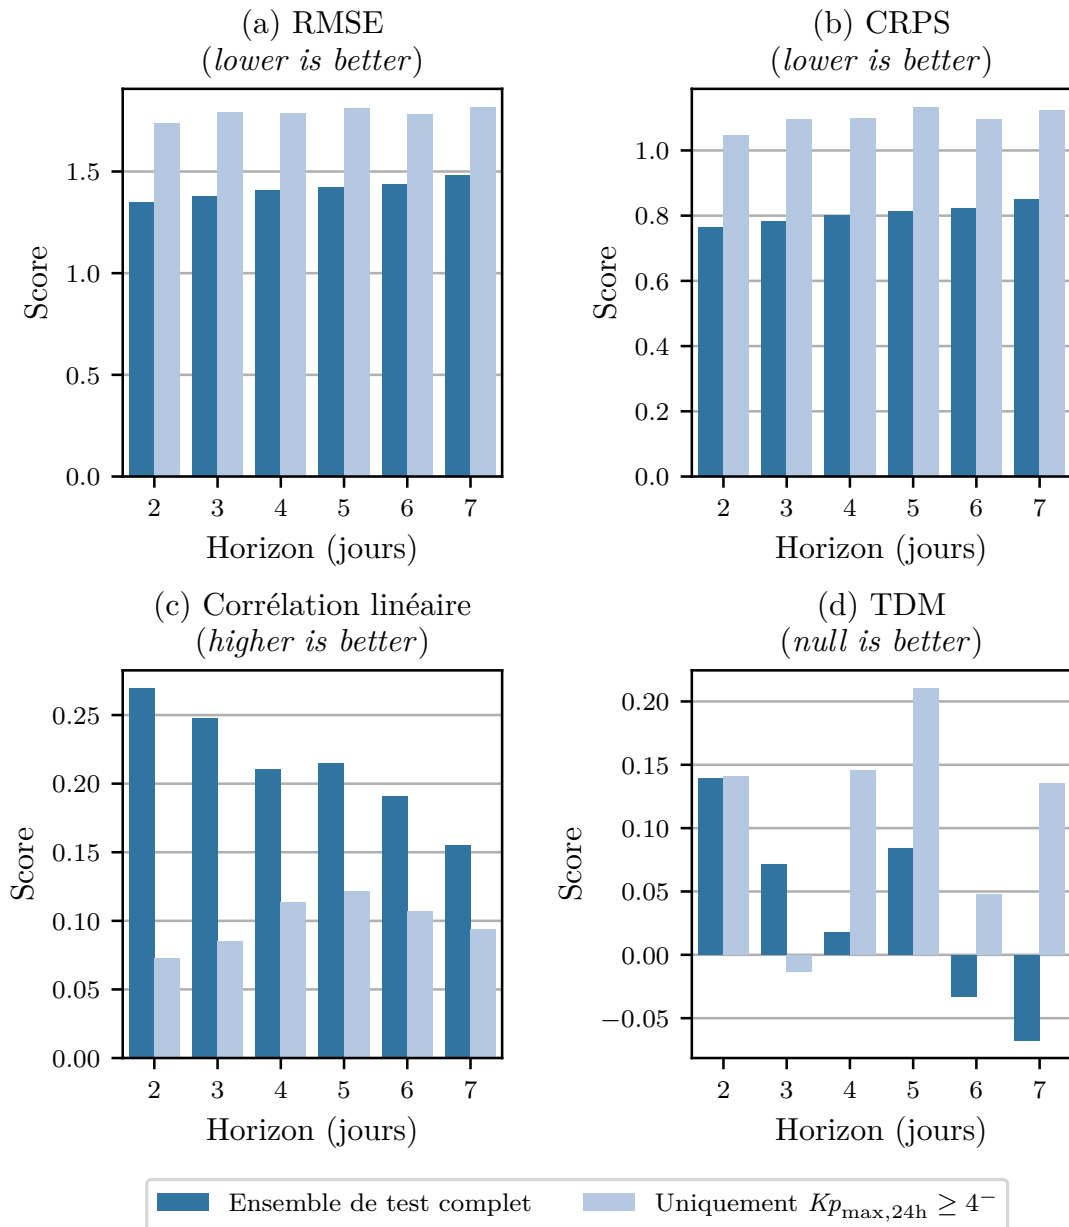 (a) RMSE
(lower is better)
Score
1.5
1.0
0.5
0.0
2 3 4 5 6 7
Horizon (jours)
(b) CRPS
(lower is better)
Score
1.0
0.8
0.6
0.4
0.2
0.0
2 3 4 5 6 7
Horizon (jours)
(c) Corrélation linéaire
(higher is better)
Score
0.25
0.20
0.15
0.10
0.05
0.00
2 3 4 5 6 7
Horizon (jours)
(d) TDM
(null is better)
Score
0.20
0.15
0.10
0.05
0.00
−0.05
2 3 4 5 6 7
Horizon (jours)
Ensemble de test complet
Uniquement Kp_max,24h ≥ 4⁻